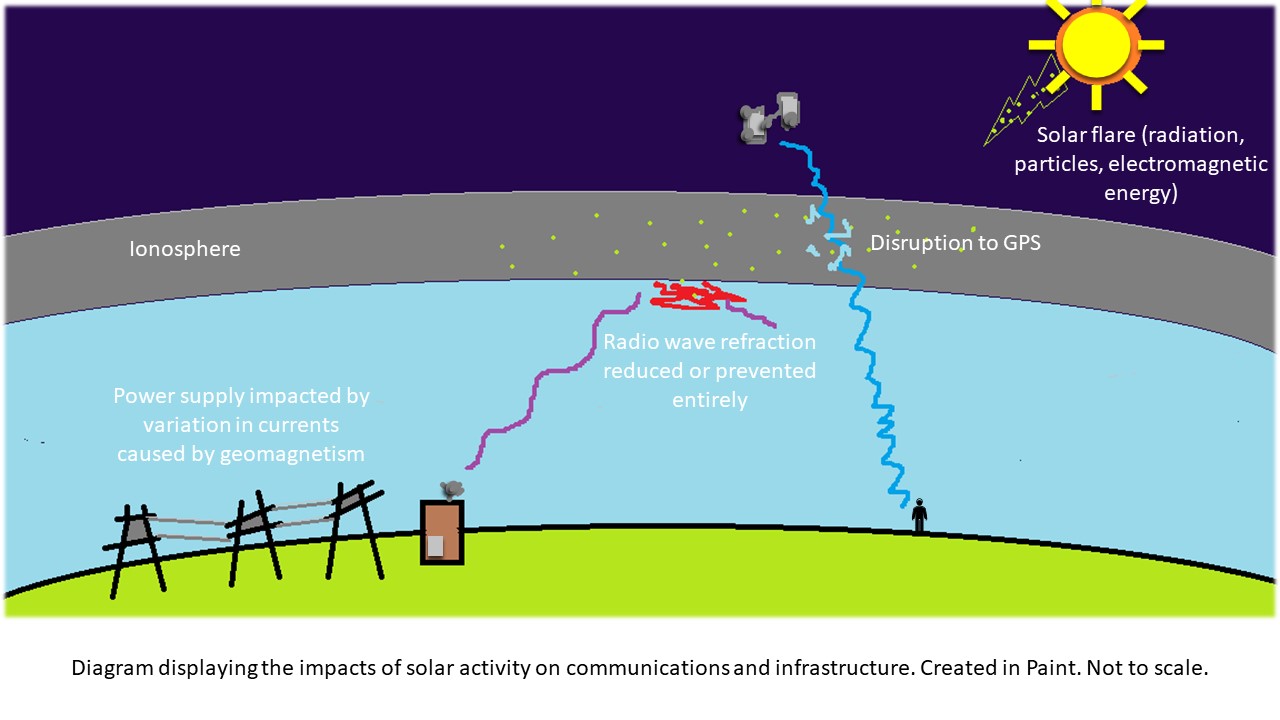 Solar flare (radiation,
particles, electromagnetic
energy)
Ionosphere
Disruption to GPS
Radio wave refraction
reduced or prevented
entirely
Power supply impacted by
variation in currents
caused by geomagnetism
Diagram displaying the impacts of solar activity on communications and infrastructure. Created in Paint. Not to scale.